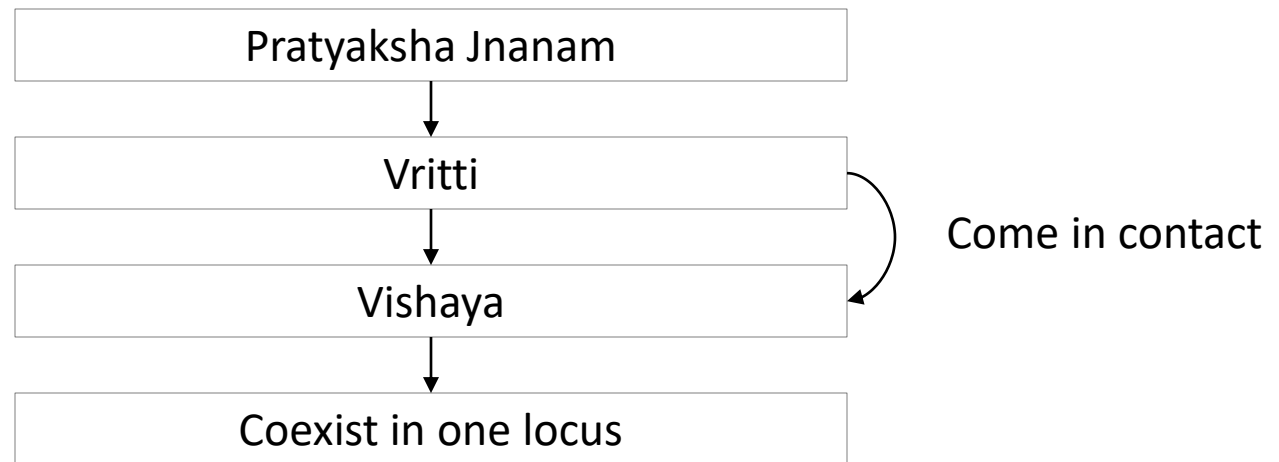 Pratyaksha Jnanam
Vritti
Come in contact
Vishaya
Coexist in one locus